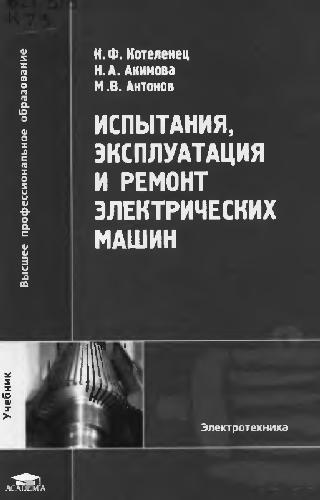 Н. Ф. Котеленец
Н. А. Акимова
М. В. Антонов
ИСПЫТАНИЯ,
ЭКСПЛУАТАЦИЯ
И РЕМОНТ
ЭЛЕКТРИЧЕСКИХ
МАШИН
Высшее профессиональное образование
Учебник
Электротехника
ACADEMA